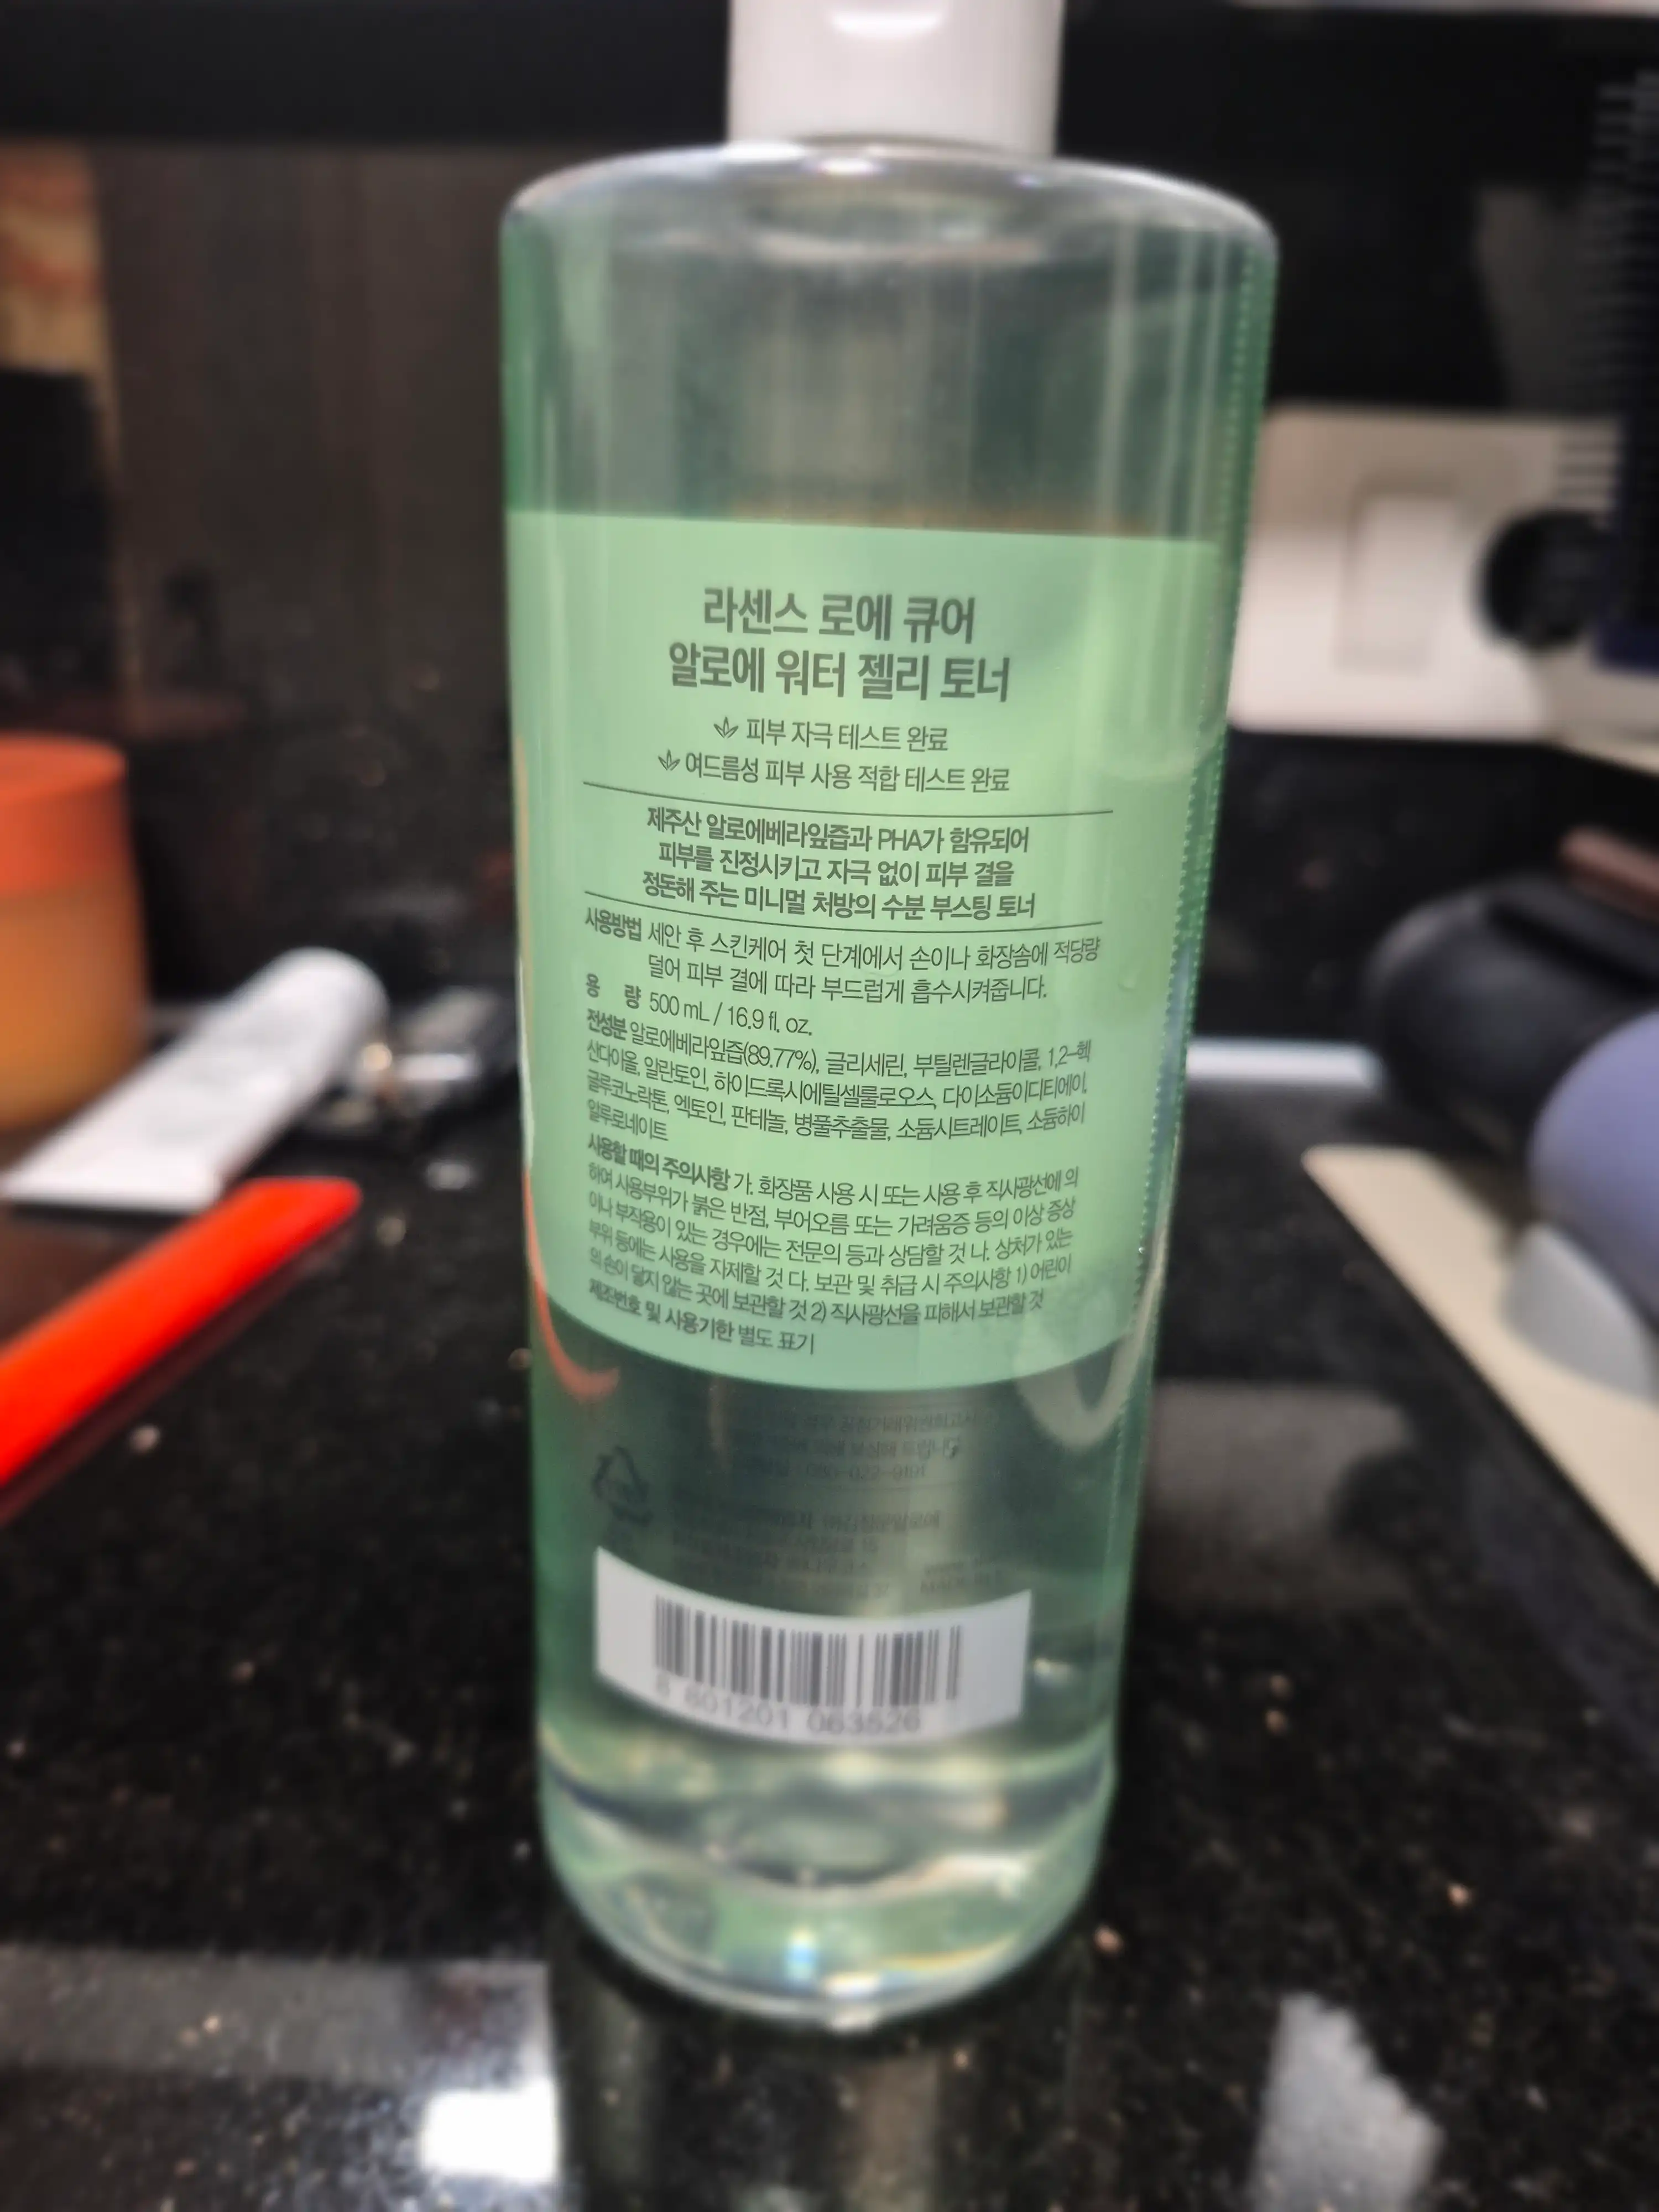 라센스 로에 큐어
알로에 워터 젤리 토너
피부 자극 테스트 완료
여드름성 피부 사용 적합 테스트 완료
제주산 알로에베라잎즙과 PHA가 함유되어
피부를 진정시키고 자극 없이 피부 결을
정돈해 주는 미니멀 처방의 수분 부스팅 토너
사용방법 세안 후 스킨케어 첫 단계에서 손이나 화장솜에 적당량
덜어 피부 결에 따라 부드럽게 흡수시켜줍니다.
용 량 500 mL / 16.9 fl. oz.
전성분 알로에베라잎즙(89.77%), 글리세린, 부틸렌글라이콜, 1,2-헥
산다이올, 알란토인, 하이드록시에틸셀룰로오스, 다이소듐이디티에이,
글루코노락톤, 엑토인, 판테놀, 병풀추출물, 소듐시트레이트, 소듐하이
알루로네이트
사용할 때의 주의사항 가. 화장품 사용 시 또는 사용 후 직사광선에 의
하여 사용부위가 붉은 반점, 부어오름 또는 가려움증 등의 이상 증상
이나 부작용이 있는 경우에는 전문의 등과 상담할 것 나. 상처가 있는
부위 등에는 사용을 자제할 것 다. 보관 및 취급 시 주의사항 1) 어린이
의 손이 닿지 않는 곳에 보관할 것 2) 직사광선을 피해서 보관할 것
제조번호 및 사용기한 별도 표기
8 801201 063526